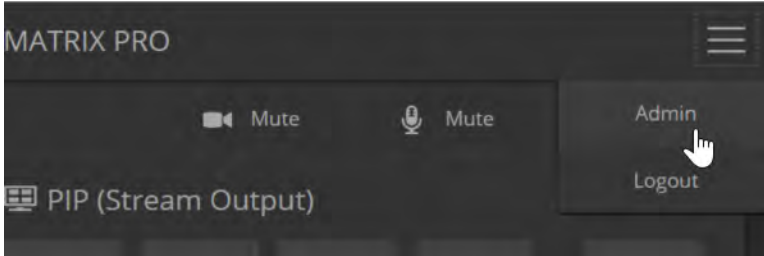 MATRIX PRO
Mute Mute Admin
Logout
PIP (Stream Output)